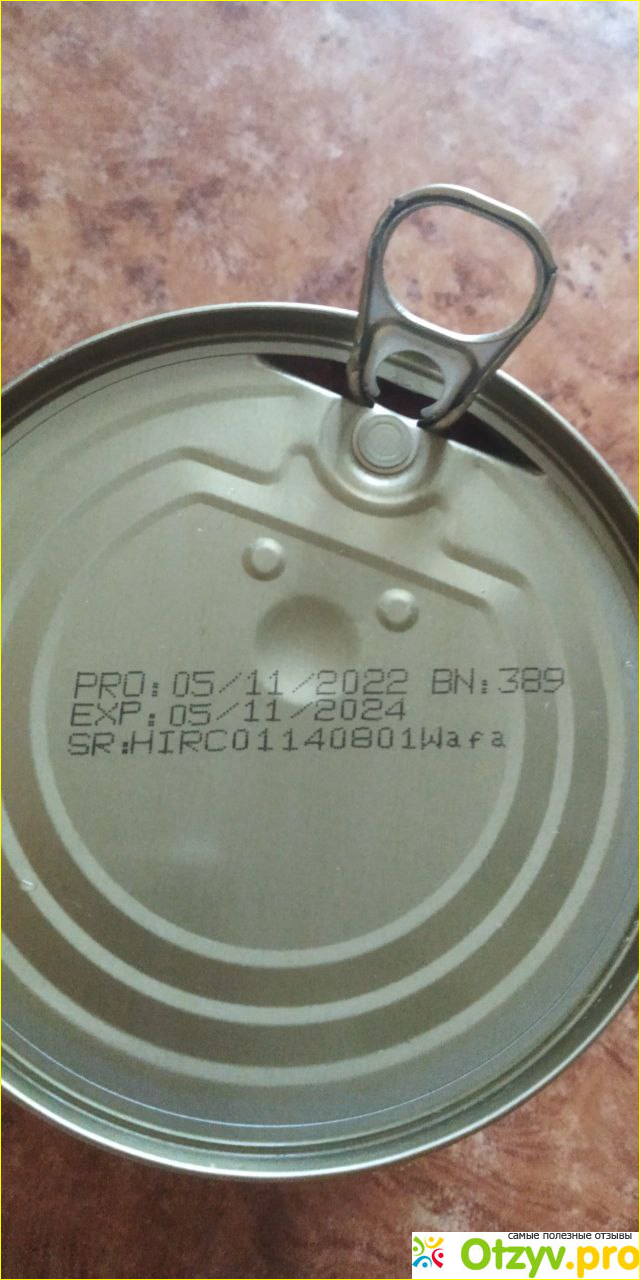 PRO:05/11/2022 BN:389
EXP:05/11/2024
SR:HIRC01140801Wafa
самые полезные отзывы
Otzyv.pro